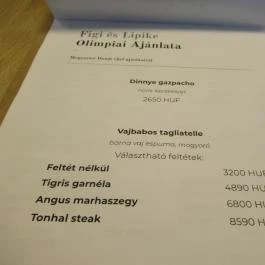 Figi és Lipike
Olimpiai Ajánlata
Dinnye gazpacho
2650 HUF
Vajbabos tagliatelle
barna vaj espuma, mogyoró
Választható feltétek:
Feltét nélkül 3200 HUF
Tigris garnéla 4890 HU
Angus marhaszegy 6800 HU
Tonhal steak 8590 H